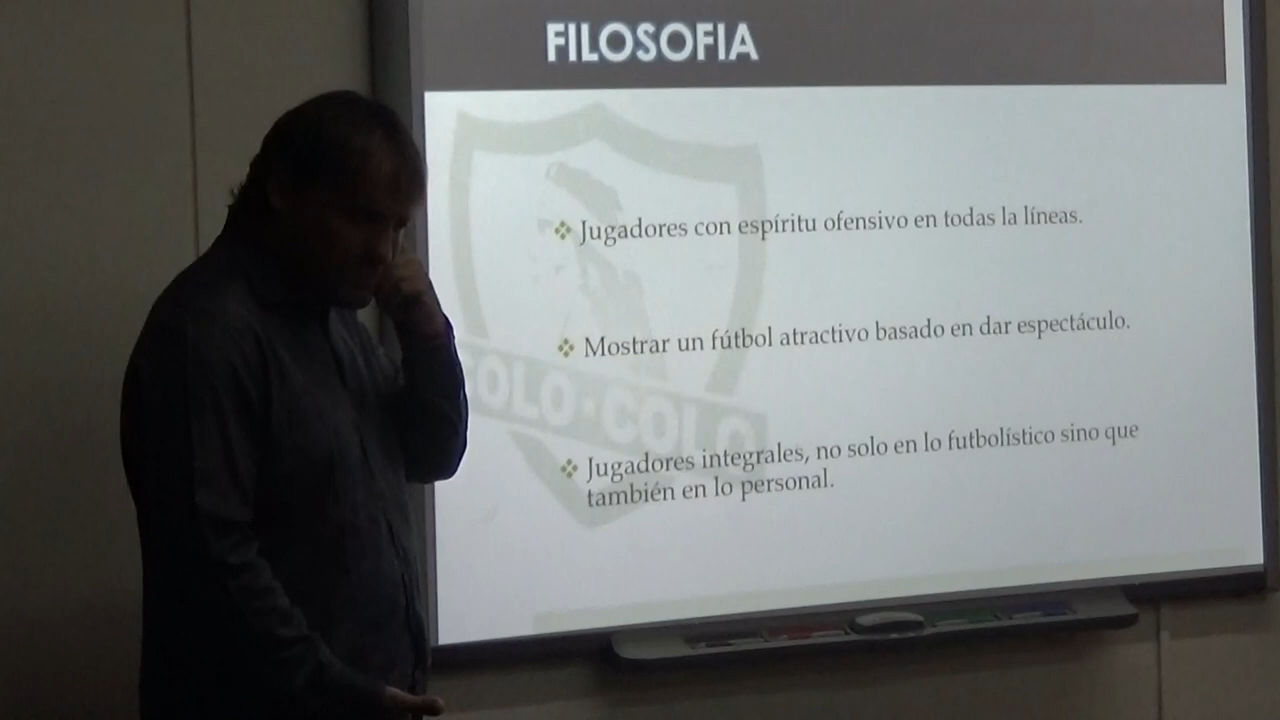 FILOSOFIA
Jugadores con espíritu ofensivo en todas la líneas.
Mostrar un fútbol atractivo basado en dar espectáculo.
COLO-COLO
Jugadores integrales, no solo en lo futbolístico sino que
también en lo personal.